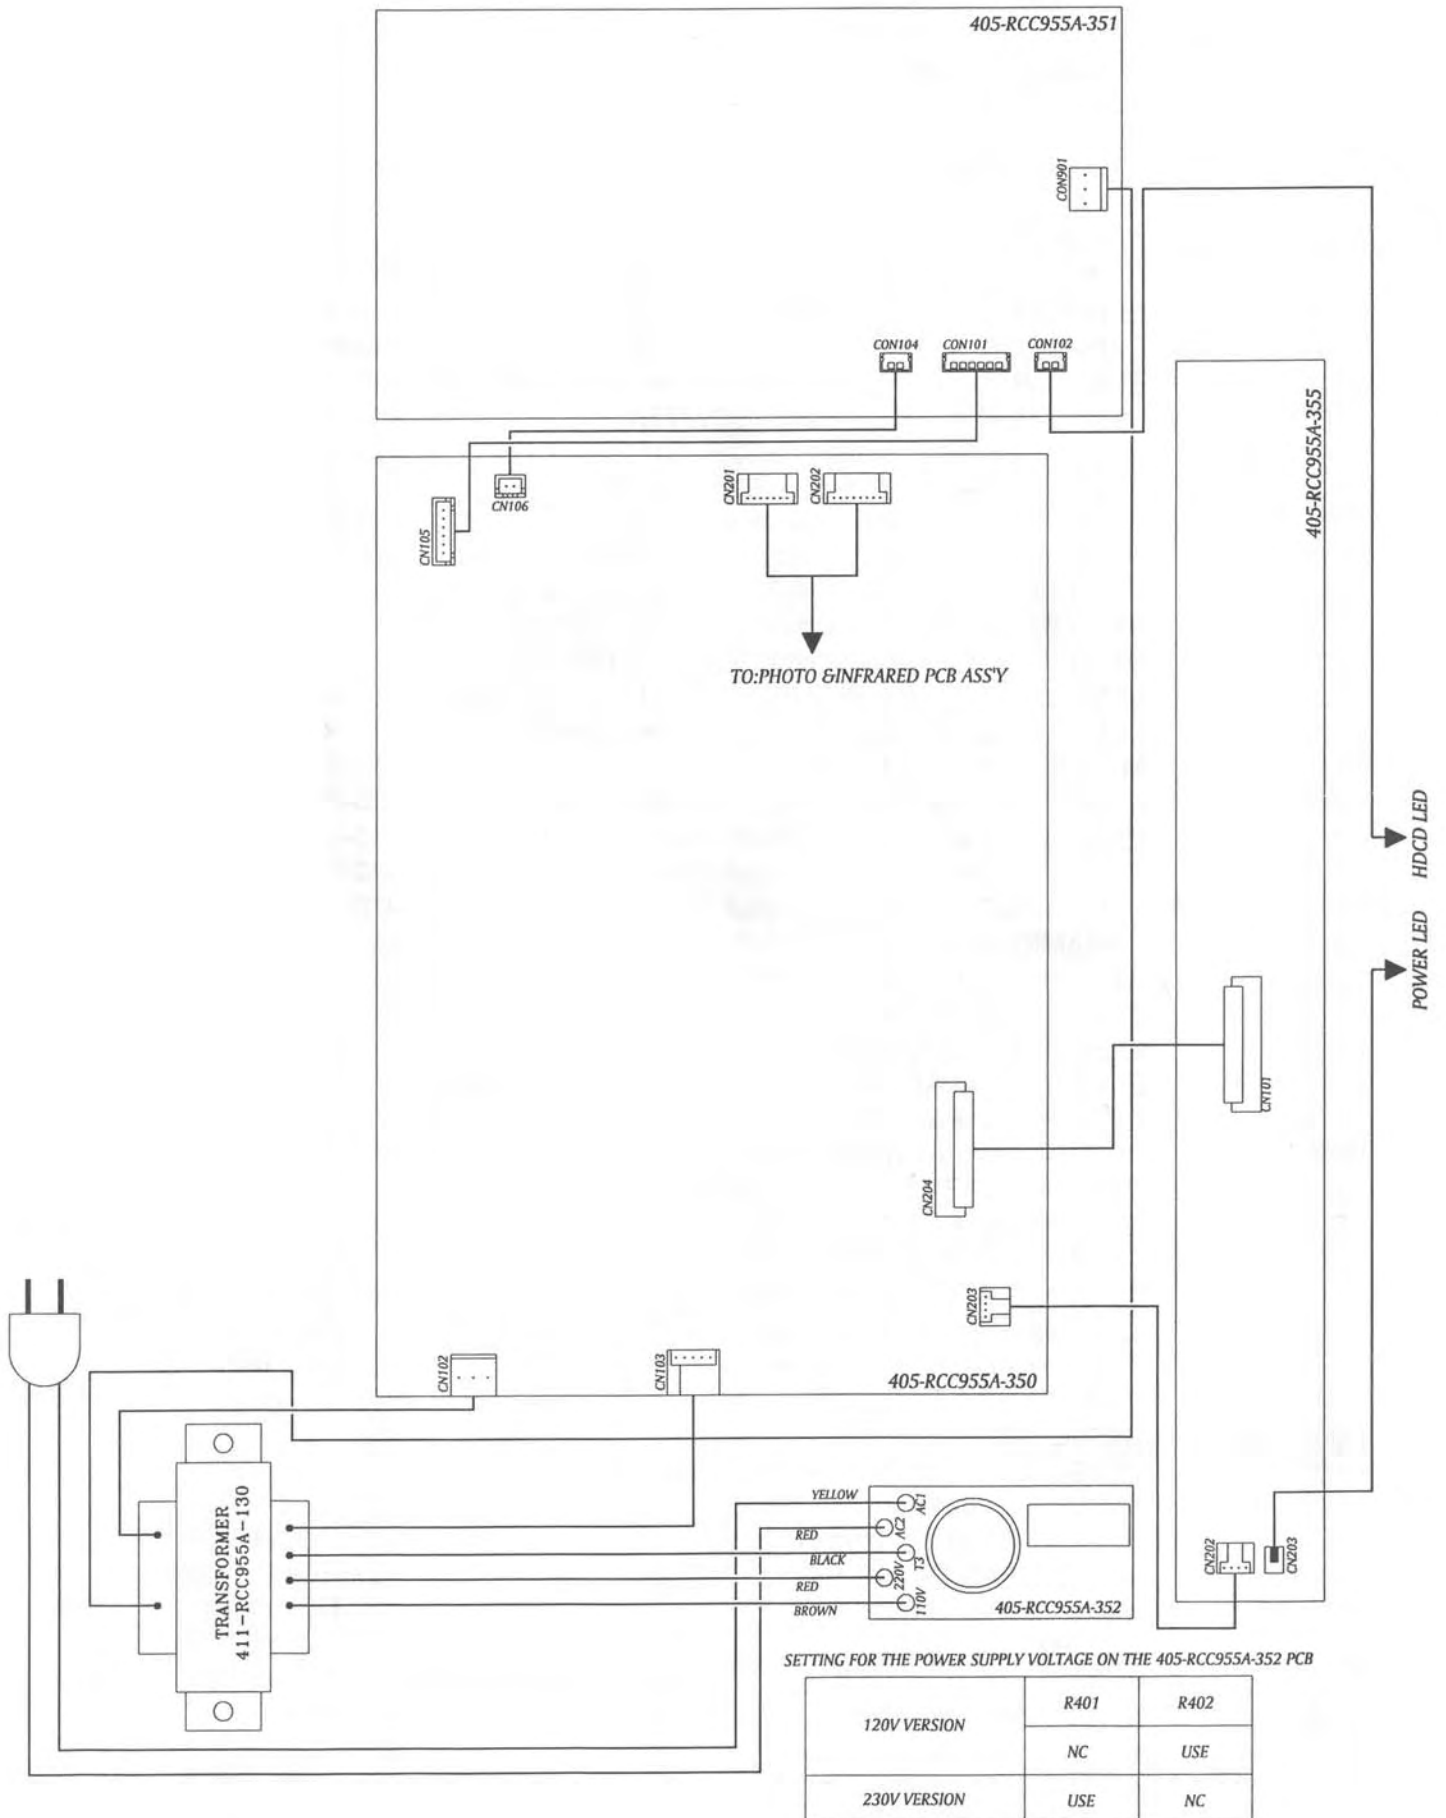 405-RCC955A-351
CON901
CON104
CON101
CON102
405-RCC955A-355
CN106
CN201
CN202
CN105
TO:PHOTO &INFRARED PCB ASS'Y
HDCD LED
POWER LED
CN101
CN204
CN203
CN102
CN103
405-RCC955A-350
TRANSFORMER
411-RCC955A-130
YELLOW
AC1
RED
AC2
BLACK
T3
RED
220V
BROWN
110V
405-RCC955A-352
CN202
CN203
SETTING FOR THE POWER SUPPLY VOLTAGE ON THE 405-RCC955A-352 PCB
120V VERSION
R401
R402
NC
USE
230V VERSION
USE
NC